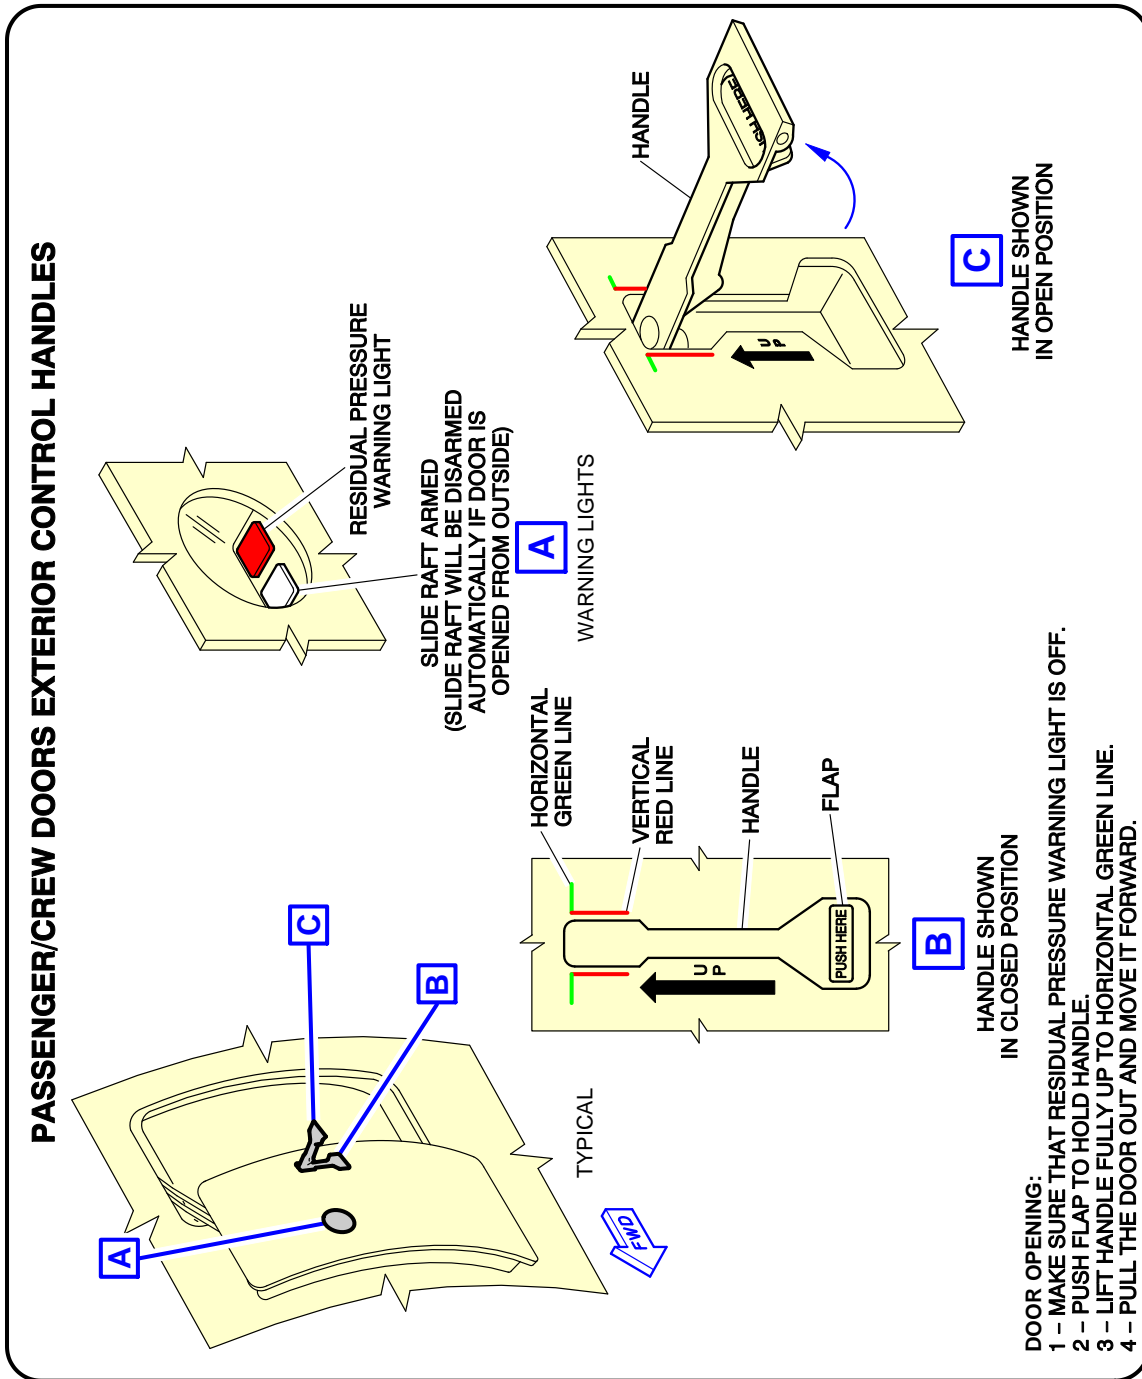 PASSENGER/CREW DOORS EXTERIOR CONTROL HANDLES
A
B
C
FWD
TYPICAL
RESIDUAL PRESSURE
WARNING LIGHT
SLIDE RAFT ARMED
(SLIDE RAFT WILL BE DISARMED
AUTOMATICALLY IF DOOR IS
OPENED FROM OUTSIDE)
A
WARNING LIGHTS
HORIZONTAL
GREEN LINE
VERTICAL
RED LINE
HANDLE
FLAP
UP
PUSH HERE
B
HANDLE SHOWN
IN CLOSED POSITION
HANDLE
USH HERE
UP
C
HANDLE SHOWN
IN OPEN POSITION
DOOR OPENING:
1 – MAKE SURE THAT RESIDUAL PRESSURE WARNING LIGHT IS OFF.
2 – PUSH FLAP TO HOLD HANDLE.
3 – LIFT HANDLE FULLY UP TO HORIZONTAL GREEN LINE.
4 – PULL THE DOOR OUT AND MOVE IT FORWARD.